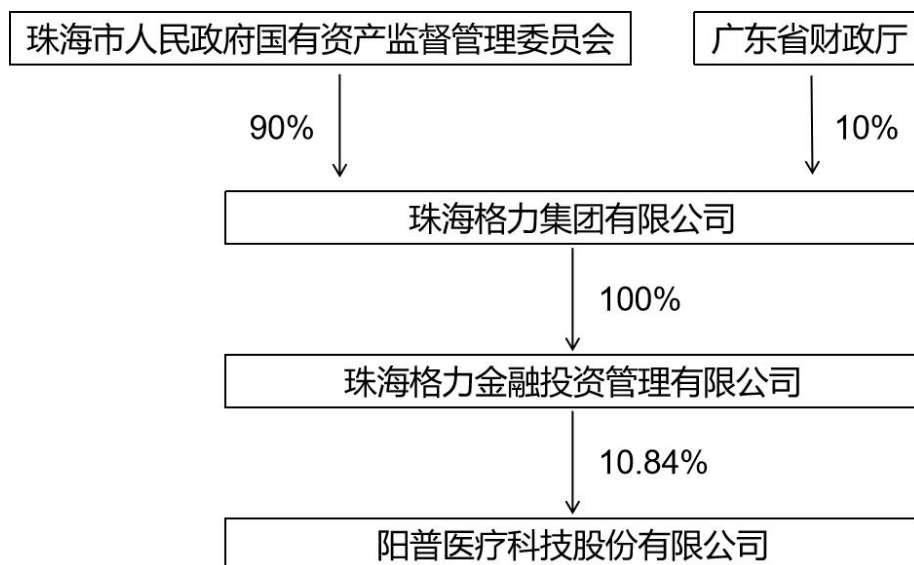 珠海市人民政府国有资产监督管理委员会
广东省财政厅
90%
10%
珠海格力集团有限公司
100%
珠海格力金融投资管理有限公司
10.84%
阳普医疗科技股份有限公司